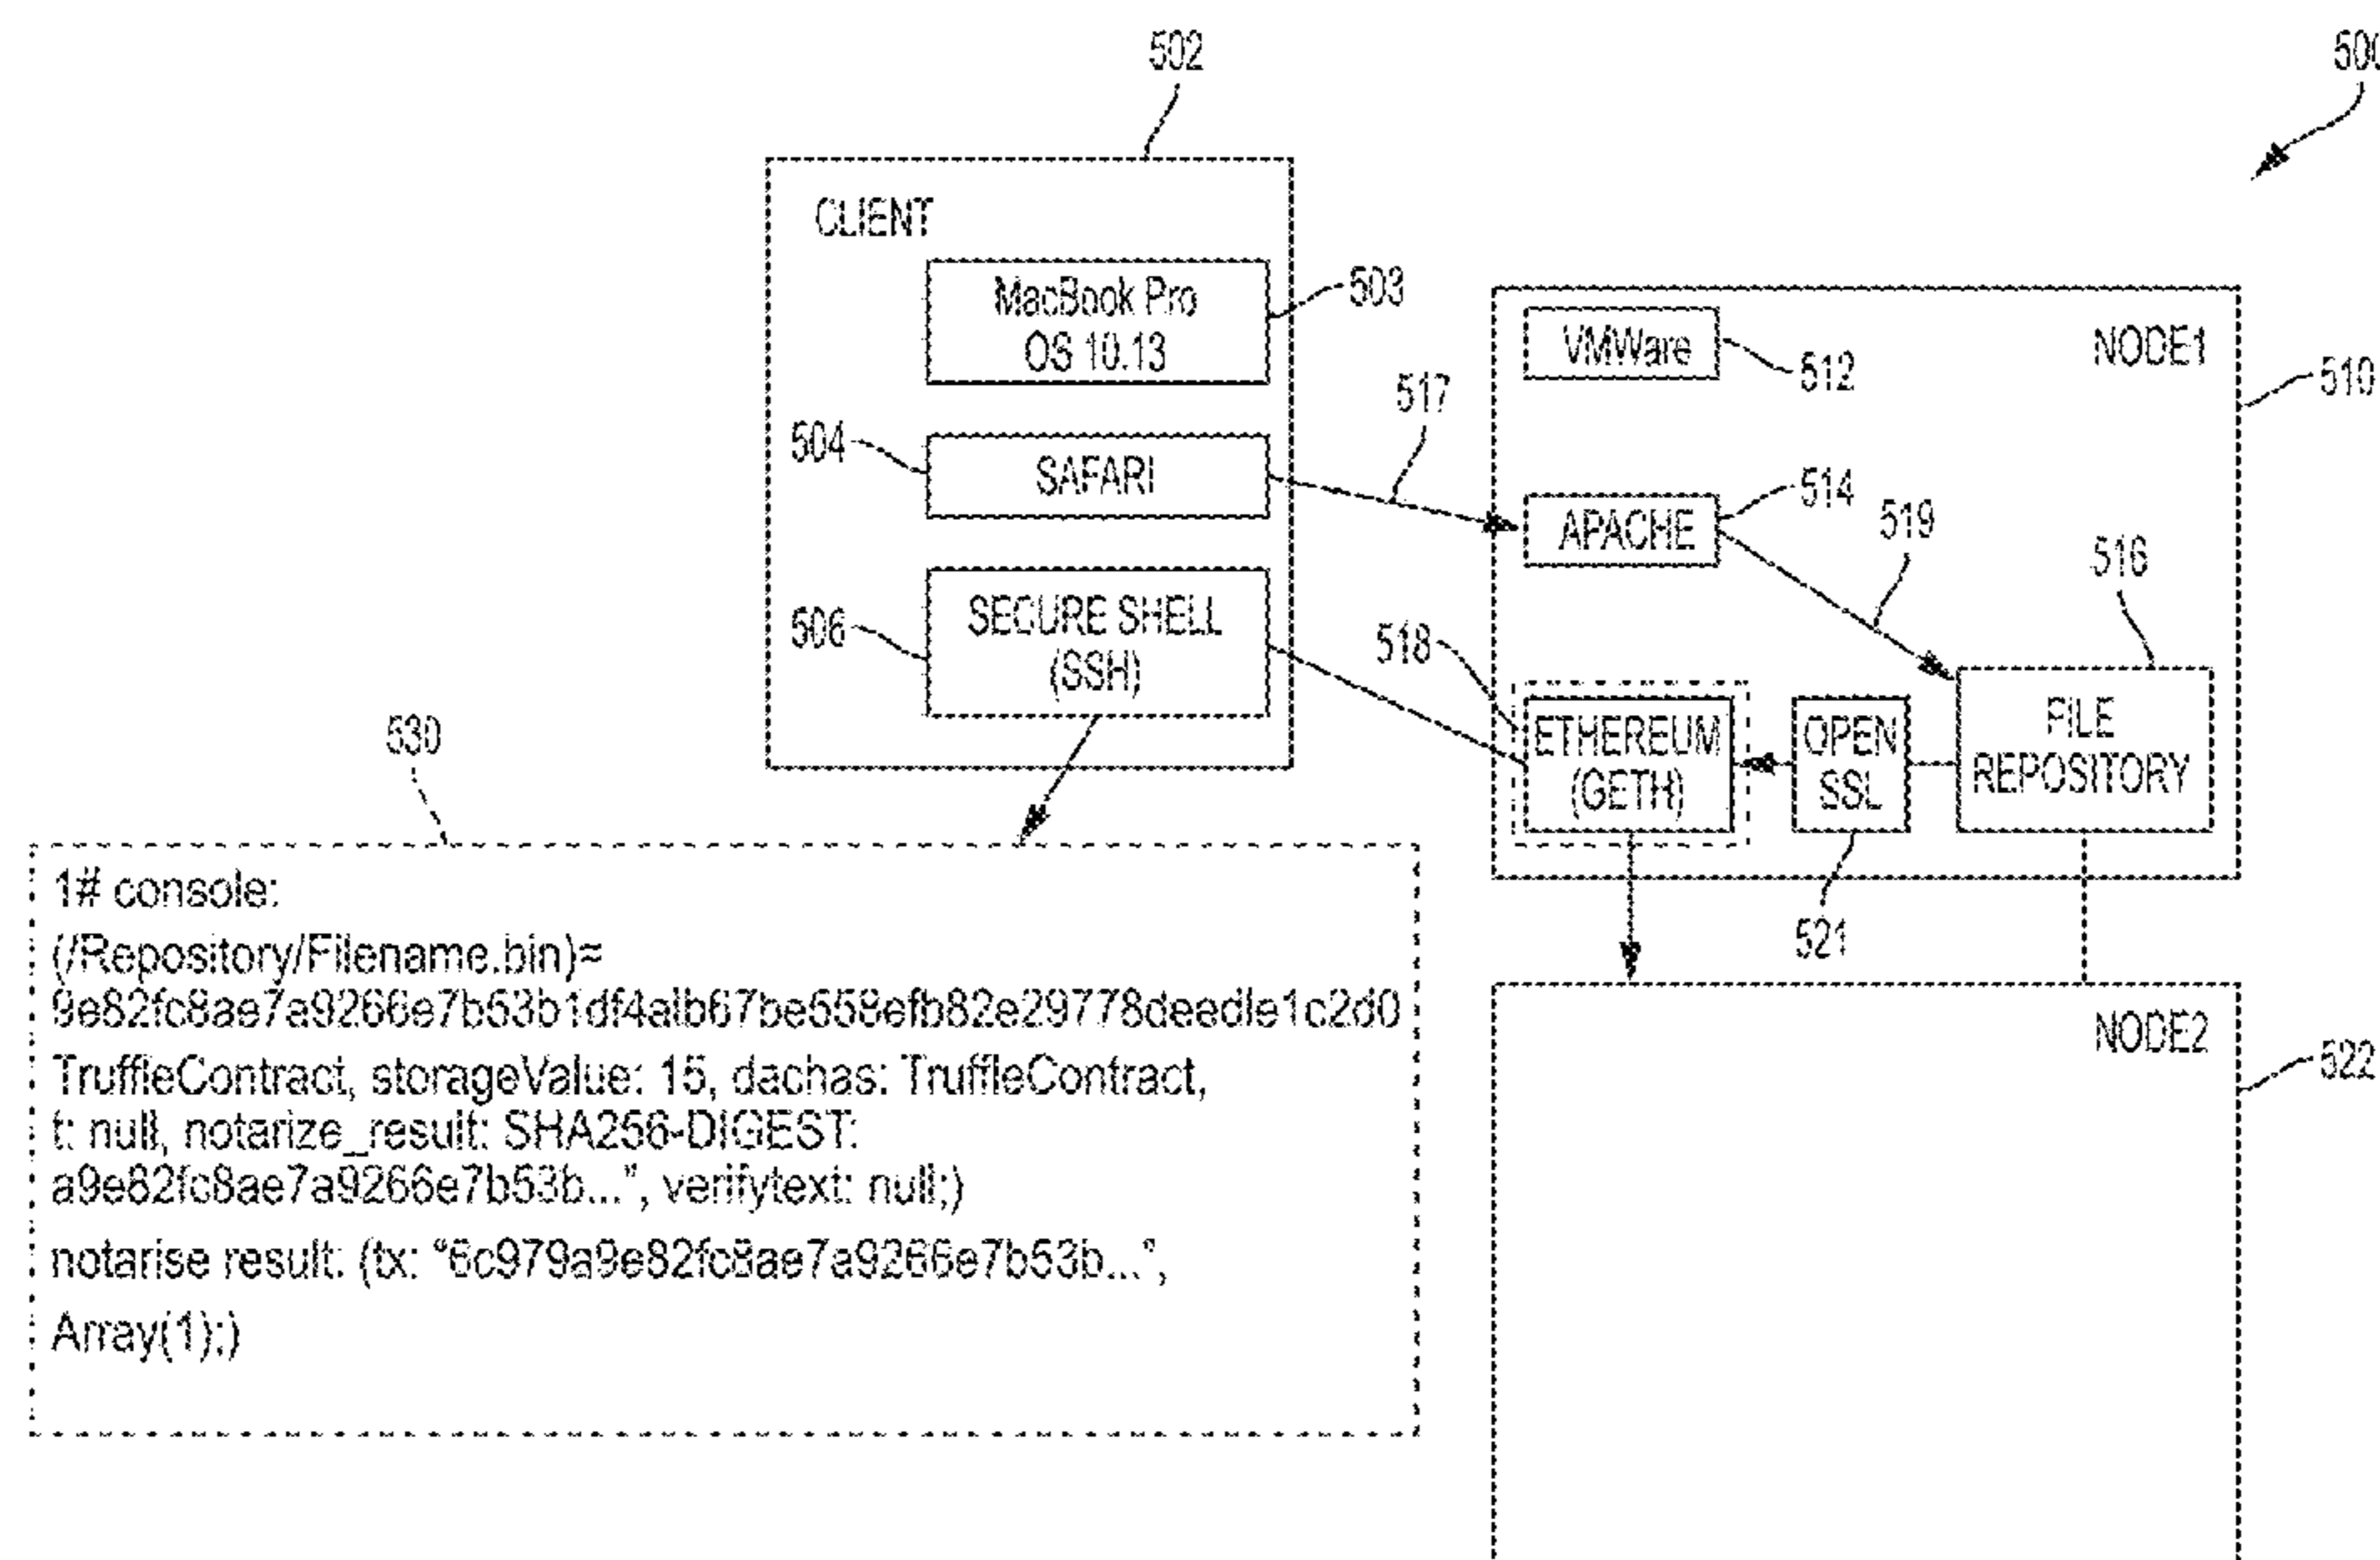 502
500
CLIENT
MacBook Pro
OS 10.13
503
504
SAFARI
517
506
SECURE SHELL
(SSH)
VMWare
512
NODE1
510
APACHE
514
519
516
518
ETHEREUM
(GETH)
OPEN
SSL
FILE
REPOSITORY
521
530
1# console:
(/Repository/Filename.bin)=
9e82fc8ae7a9266e7b53b1df4alb67be558efb82e29778deedle1c2d0
TruffleContract, storageValue: 15, dachas: TruffleContract,
t: null, notarize_result: SHA256-DIGEST:
a9e82fc8ae7a9266e7b53b...", verifytext: null;)
notarise result: (tx: "6c979a9e82fc8ae7a9266e7b53b...",
Array(1);)
NODE2
522